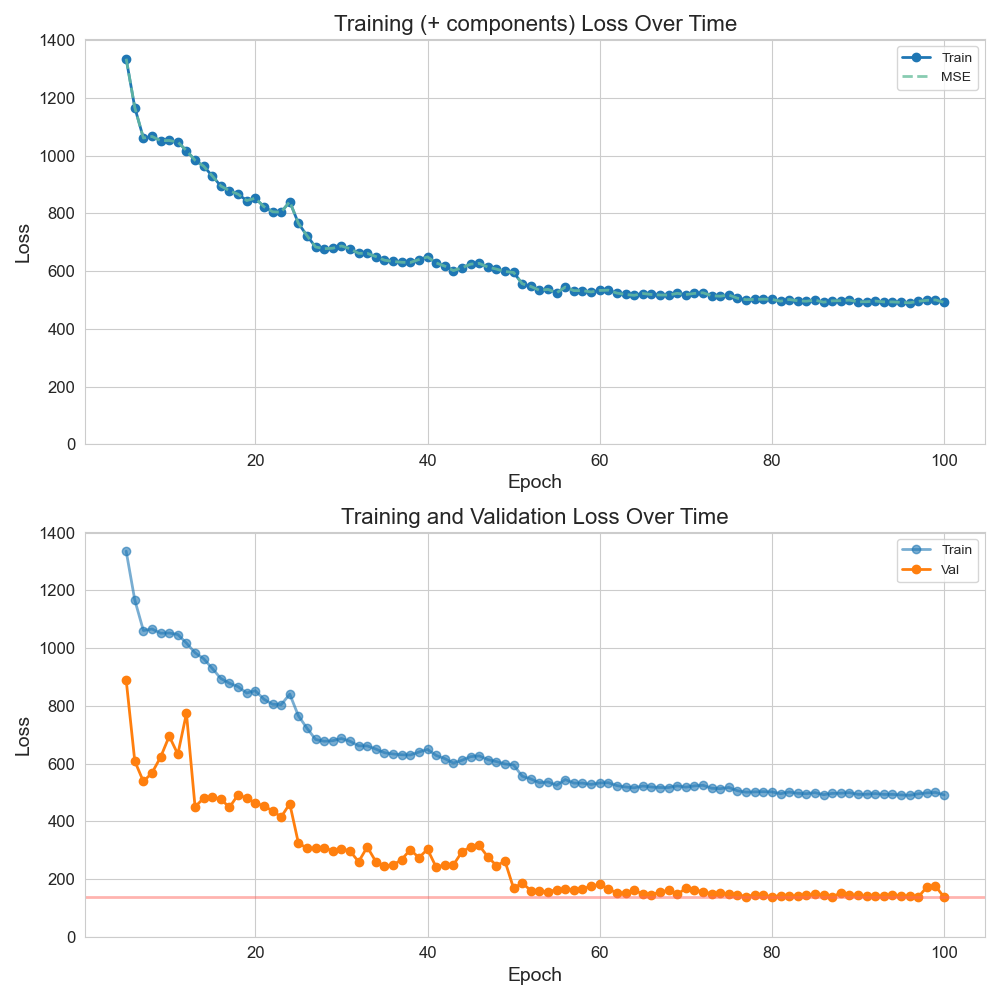 Training (+ components) Loss Over Time
1400
1200
1000
800
600
400
200
0
Loss
Train
MSE
20
40
60
80
100
Epoch
Training and Validation Loss Over Time
1400
1200
1000
800
600
400
200
0
Loss
Train
Val
20
40
60
80
100
Epoch